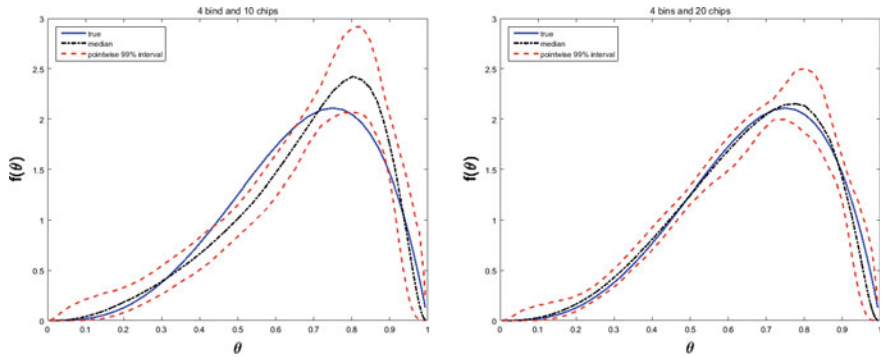 4 bind and 10 chips
true
median
pointwise 99% interval
3
2.5
2
1.5
1
0.5
0
f(θ)
0 0.1 0.2 0.3 0.4 0.5 0.6 0.7 0.8 0.9 1
θ
4 bins and 20 chips
true
median
pointwise 99% interval
3
2.5
2
1.5
1
0.5
0
f(θ)
0 0.1 0.2 0.3 0.4 0.5 0.6 0.7 0.8 0.9 1
θ